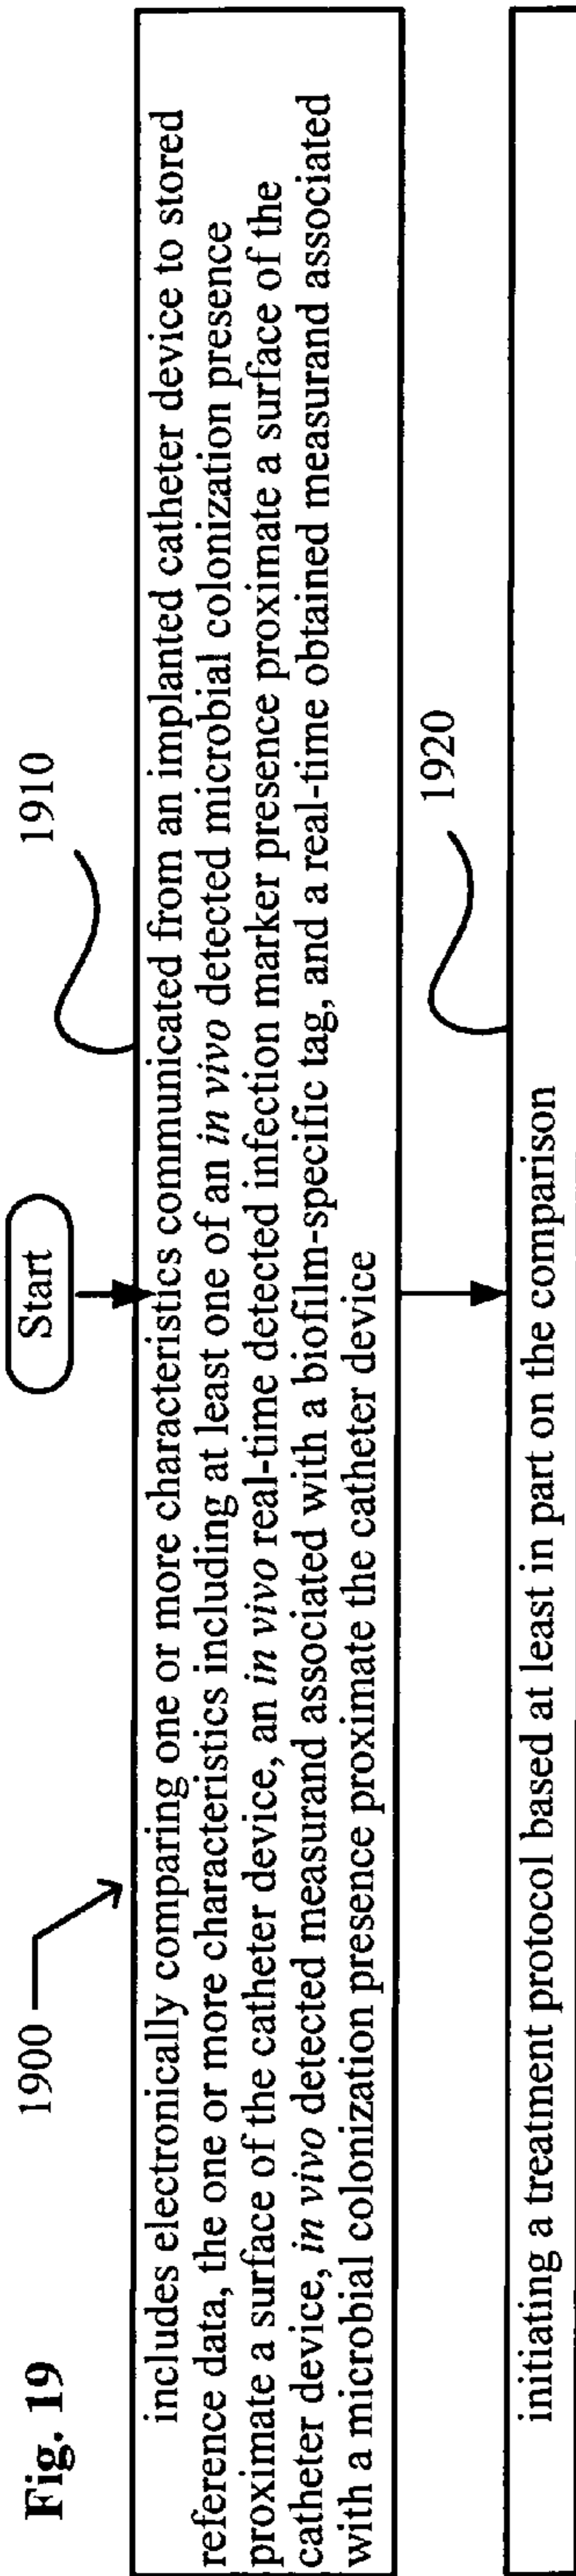 Fig. 19
1900
Start
1910
includes electronically comparing one or more characteristics communicated from an implanted catheter device to stored
reference data, the one or more characteristics including at least one of an in vivo detected microbial colonization presence
proximate a surface of the catheter device, an in vivo real-time detected infection marker presence proximate a surface of the
catheter device, in vivo detected measurand associated with a biofilm-specific tag, and a real-time obtained measurand associated
with a microbial colonization presence proximate the catheter device
1920
initiating a treatment protocol based at least in part on the comparison